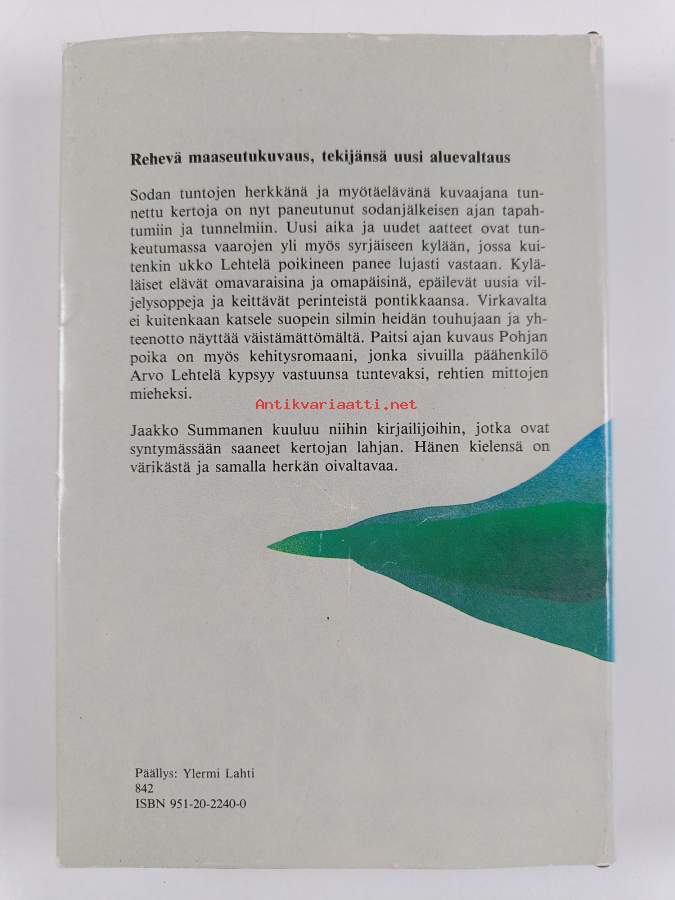 Rehevä maaseutukuvaus, tekijänsä uusi aluevaltaus
Sodan tuntojen herkkänä ja myötäelävänä kuvaajana tun-
nettu kertoja on nyt paneutunut sodanjälkeisen ajan tapah-
tumiin ja tunnelmiin. Uusi aika ja uudet aatteet ovat tun-
keutumassa vaarojen yli myös syrjäiseen kylään, jossa kui-
tenkin ukko Lehtelä poikineen panee lujasti vastaan. Kylä-
läiset elävät omavaraisina ja omapäisinä, epäilevät uusia vil-
jelysoppeja ja keittävät perinteistä pontikkaansa. Virkavalta
ei kuitenkaan katsele suopein silmin heidän touhujaan ja yh-
teenotto näyttää väistämättömältä. Paitsi ajan kuvaus Pohjan
poika on myös kehitysromaani, jonka sivuilla päähenkilö
Arvo Lehtelä kypsyy vastuunsa tuntevaksi, rehtien mittojen
mieheksi.
Antikvariaatti.net
Jaakko Summanen kuuluu niihin kirjailijoihin, jotka ovat
syntymässään saaneet kertojan lahjan. Hänen kielensä on
värikästä ja samalla herkän oivaltavaa.
Päällys: Ylermi Lahti
842
ISBN 951-20-2240-0